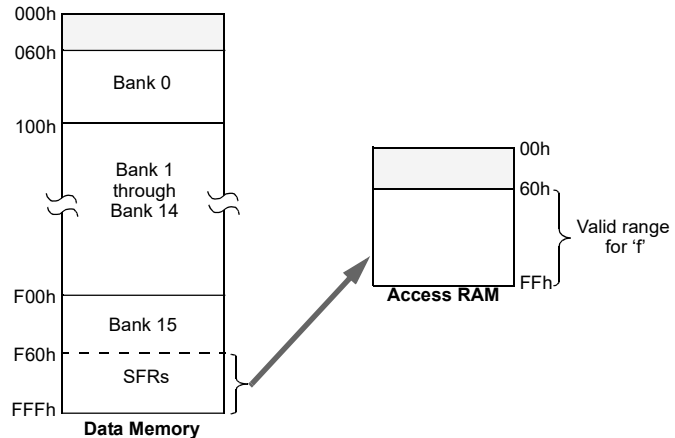 000h
060h
Bank 0
100h
Bank 1
through
Bank 14
F00h
Bank 15
F60h
SFRs
FFFh
Data Memory
00h
60h
Valid range
for ‘f’
FFh
Access RAM